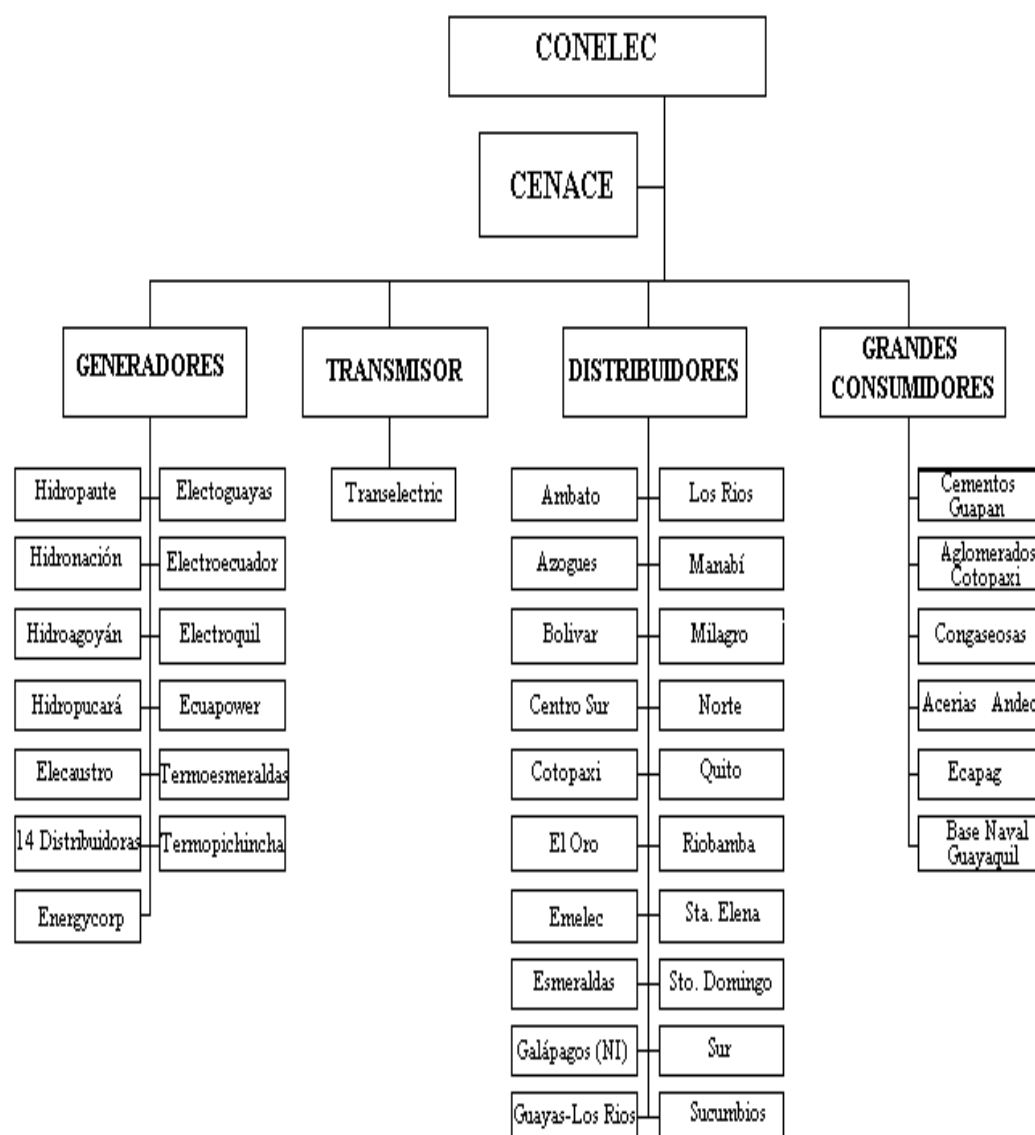 CONELEC
CENACE
GENERADORES
TRANSMISOR
DISTRIBUIDORES
GRANDES
CONSUMIDORES
Hidropaute
Electoguayas
Hidronación
Electroecuador
Hidroagoyán
Electroquil
Hidropucará
Ecuapower
Elecaustro
Termoesmeraldas
14 Distribuidoras
Termopichincha
Energycorp
Transelectric
Ambato
Los Rios
Azogues
Manabí
Bolivar
Milagro
Centro Sur
Norte
Cotopaxi
Quito
El Oro
Riobamba
Emelec
Sta. Elena
Esmeraldas
Sto. Domingo
Galápagos (NI)
Sur
Guayas-Los Rios
Sucumbios
Cementos
Guapan
Aglomerados
Cotopaxi
Congaseosas
Acerias Andec
Ecapag
Base Naval
Guayaquil